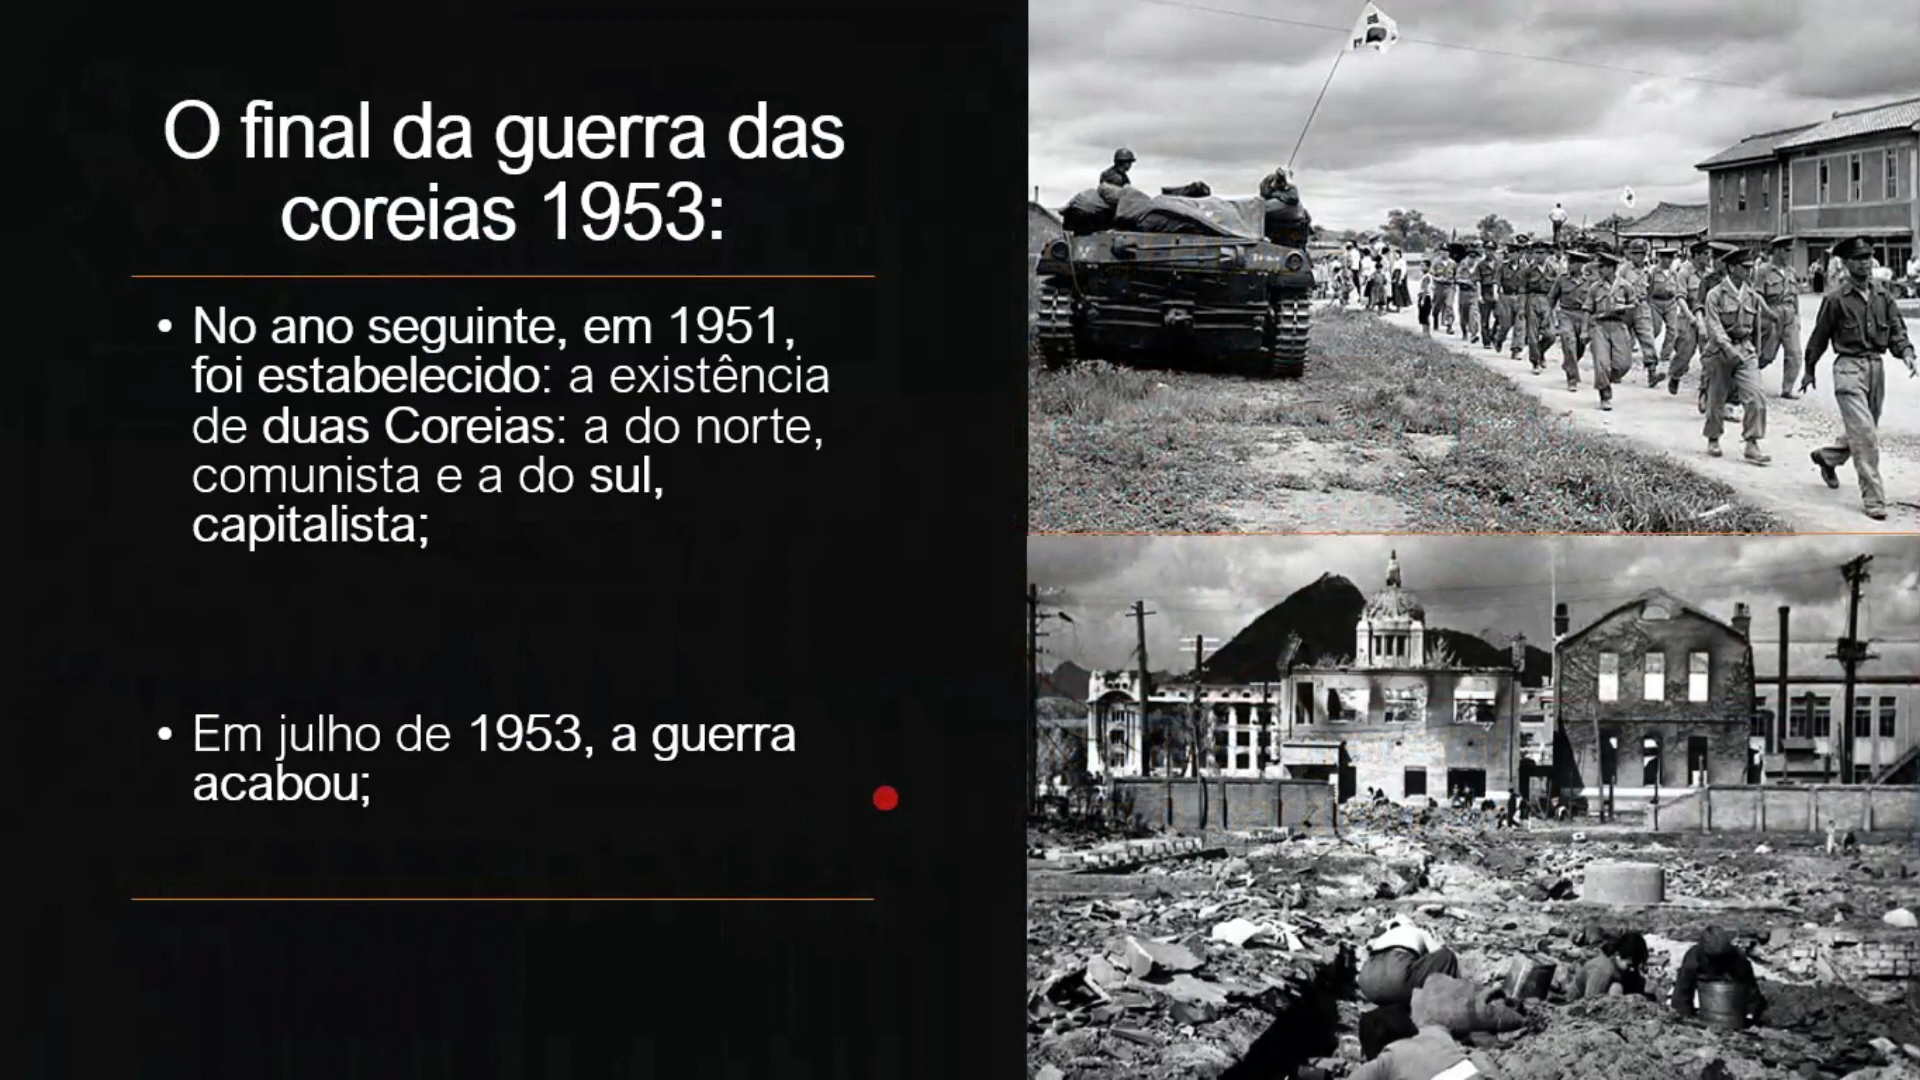 O final da guerra das
coreias 1953:
• No ano seguinte, em 1951,
foi estabelecido: a existência
de duas Coreias: a do norte,
comunista e a do sul,
capitalista;
• Em julho de 1953, a guerra
acabou;